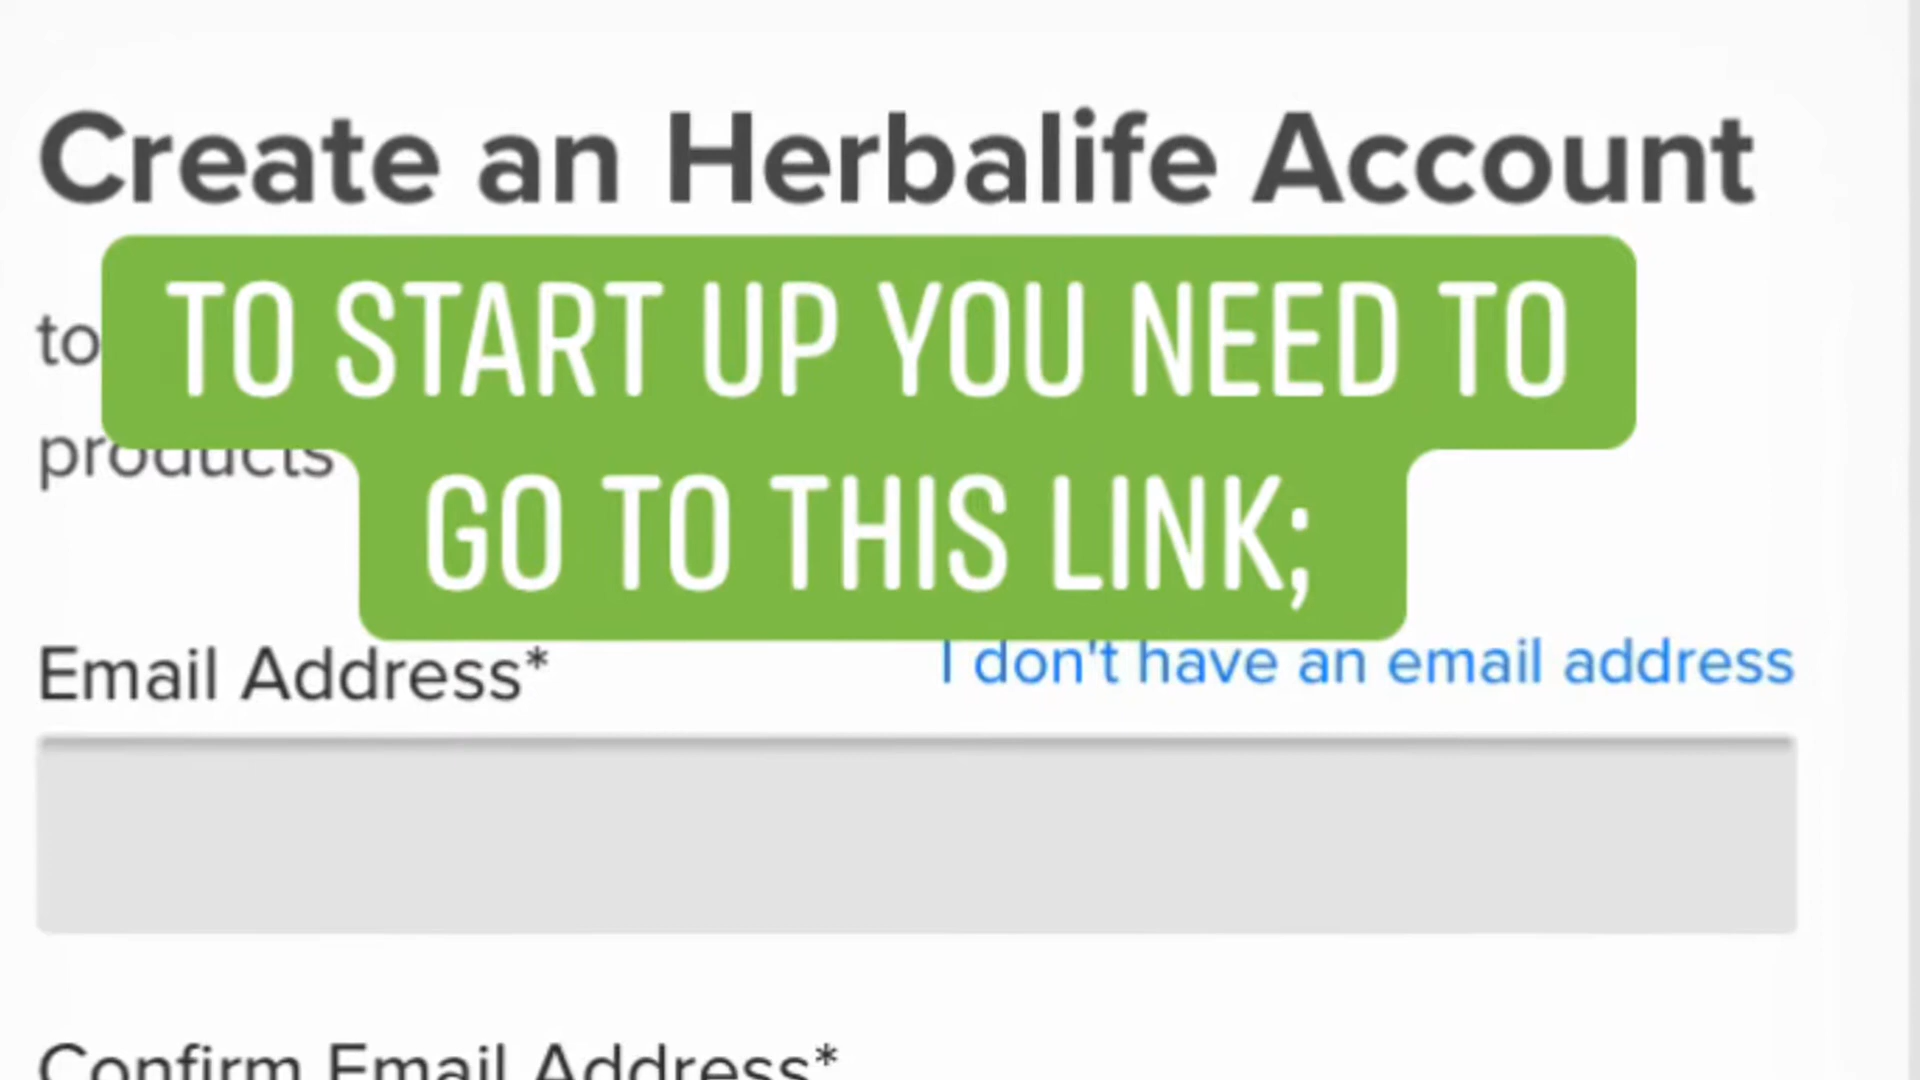 Create an Herbalife Account
TO START UP YOU NEED TO
to
products
GO TO THIS LINK;
Email Address*
I don't have an email address
Confirm Email Address*